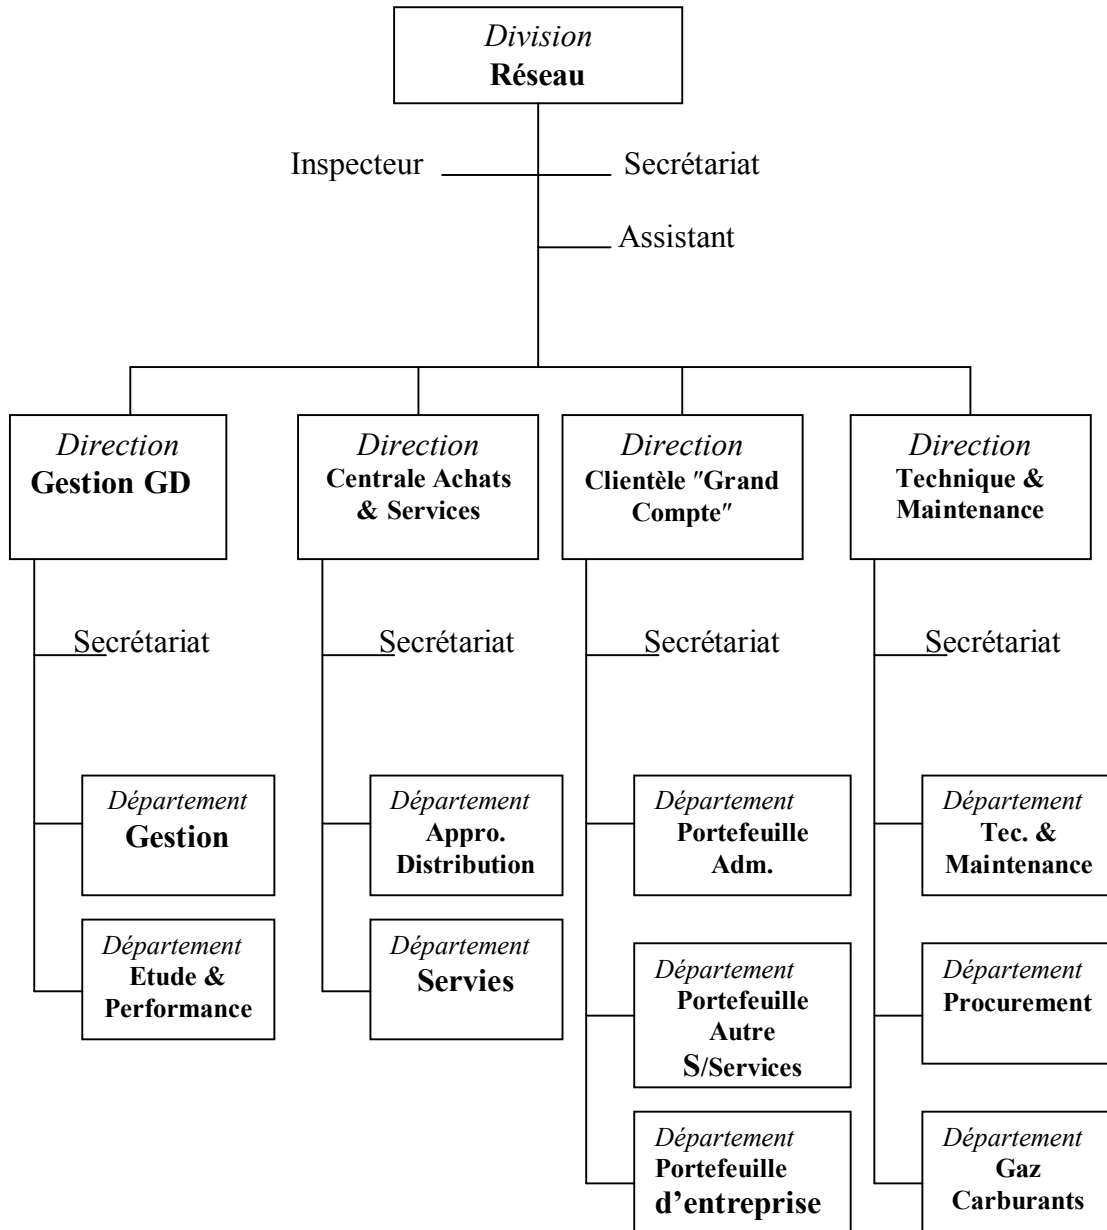 Division
Réseau
Inspecteur
Secrétariat
Assistant
Direction
Gestion GD
Direction
Centrale Achats
& Services
Direction
Clientèle "Grand
Compte"
Direction
Technique &
Maintenance
Secrétariat
Secrétariat
Secrétariat
Secrétariat
Département
Gestion
Département
Appro.
Distribution
Département
Portefeuille
Adm.
Département
Tec. &
Maintenance
Département
Etude &
Performance
Département
Servies
Département
Portefeuille
Autre
S/Services
Département
Procurement
Département
Portefeuille
d'entreprise
Département
Gaz
Carburants